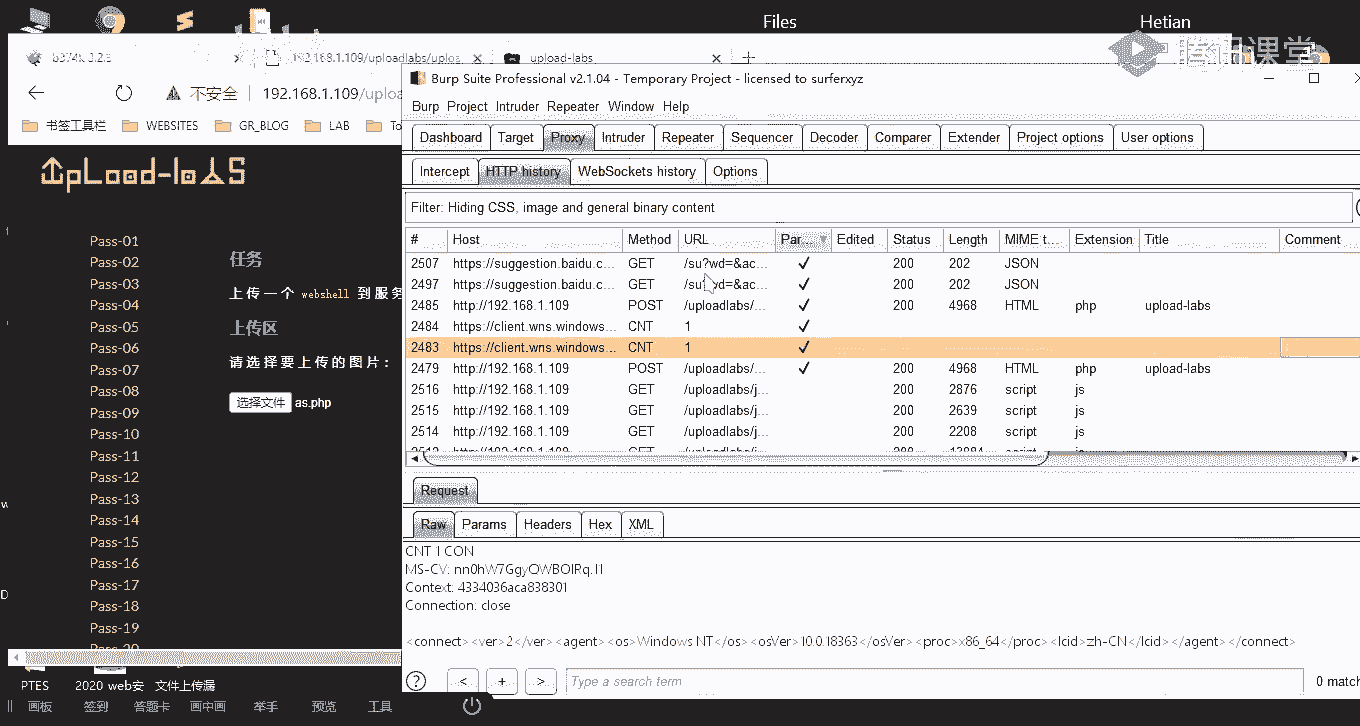 Files
Hetian
腾讯课堂
192.168.1.109/uploadlabs/uploa
upload-labs
不安全
192.168.1.109/uploa
书签工具栏
WEBSITES
GR_BLOG
LAB
To
UpLoad-labs
Pass-01
Pass-02
Pass-03
Pass-04
Pass-05
Pass-06
Pass-07
Pass-08
Pass-09
Pass-10
Pass-11
Pass-12
Pass-13
Pass-14
Pass-15
Pass-16
Pass-17
Pass-18
Pass-19
Pass-20
任务
上传一个 webshell 到服务
上传区
请选择要上传的图片：
选择文件 as.php
Burp Suite Professional v2.1.04 - Temporary Project - licensed to surferxyz
Burp Project Intruder Repeater Window Help
Dashboard Target Proxy Intruder Repeater Sequencer Decoder Comparer Extender Project options User options
Intercept HTTP history WebSockets history Options
Filter: Hiding CSS, image and general binary content
# Host Method URL Par... Edited Status Length MIME t... Extension Title Comment
2507 https://suggestion.baidu.c... GET /su?wd=&ac... ✓ 200 202 JSON
2497 https://suggestion.baidu.c... GET /su?wd=&ac... ✓ 200 202 JSON
2485 http://192.168.1.109 POST /uploadlabs/... ✓ 200 4968 HTML php upload-labs
2484 https://client.wns.windows... CNT 1 ✓
2483 https://client.wns.windows... CNT 1 ✓
2479 http://192.168.1.109 POST /uploadlabs/... ✓ 200 4968 HTML php upload-labs
2516 http://192.168.1.109 GET /uploadlabs/j... 200 2876 script js
2515 http://192.168.1.109 GET /uploadlabs/j... 200 2639 script js
2514 http://192.168.1.109 GET /uploadlabs/j... 200 2208 script js
Request
Raw Params Headers Hex XML
CNT 1 CON
MS-CV: nn0hW7GgyOWBOIRq.11
Context: 4334036aca838301
Connection: close
<connect><ver>2</ver><agent><os>Windows NT</os><osVer>10.0.18363</osVer><proc>x86_64</proc><lcid>zh-CN</lcid></agent></connect>
? < + > Type a search term 0 match
PTES
2020 web安
文件上传漏
画板 签到 答题卡 画中画 举手 预览 工具